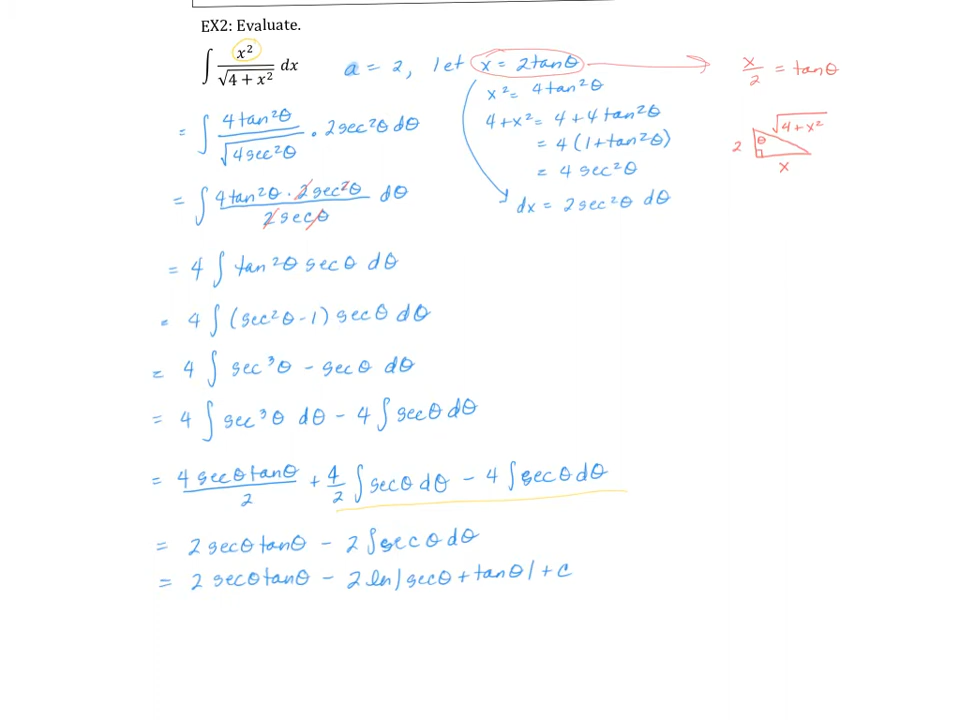 EX2: Evaluate.
∫ x²/√(4 + x²) dx a = 2, let x = 2tanθ → x/2 = tanθ
x² = 4tan²θ
4+x² = 4 + 4tan²θ
= 4(1+tan²θ)
= 4sec²θ
dx = 2sec²θ dθ
2 θ √(4+x²) x
= ∫ 4tan²θ/√(4sec²θ) · 2sec²θ dθ
= ∫ (4tan²θ · 2sec²θ)/(2secθ) dθ
= 4 ∫ tan²θ secθ dθ
= 4 ∫ (sec²θ-1) secθ dθ
= 4 ∫ sec³θ - secθ dθ
= 4 ∫ sec³θ dθ - 4 ∫ secθ dθ
= 4secθtanθ/2 + 4/2 ∫ secθ dθ - 4 ∫ secθ dθ
= 2secθtanθ - 2∫secθdθ
= 2secθtanθ - 2ln|secθ + tanθ| + c